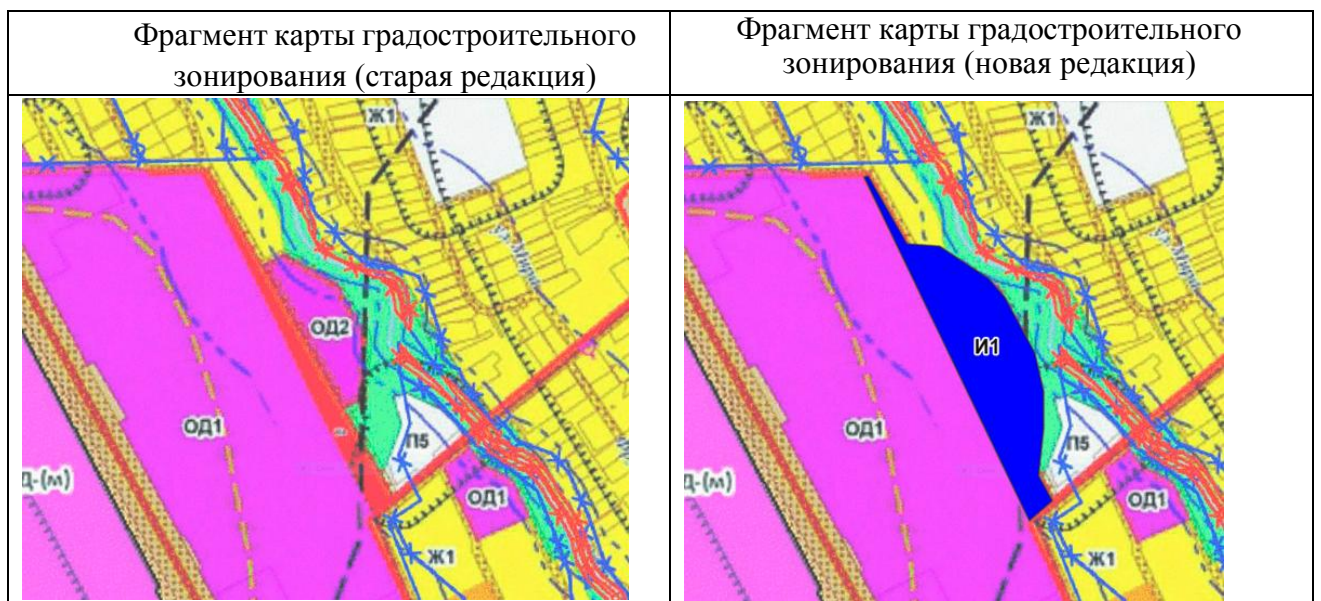 Фрагмент карты градостроительного
зонирования (старая редакция)
Фрагмент карты градостроительного
зонирования (новая редакция)
Ж1
ОД2
ОД1
П5
Д-(м)
ОД1
Ж1
Ж1
И1
ОД1
П5
Д-(м)
ОД1
Ж1